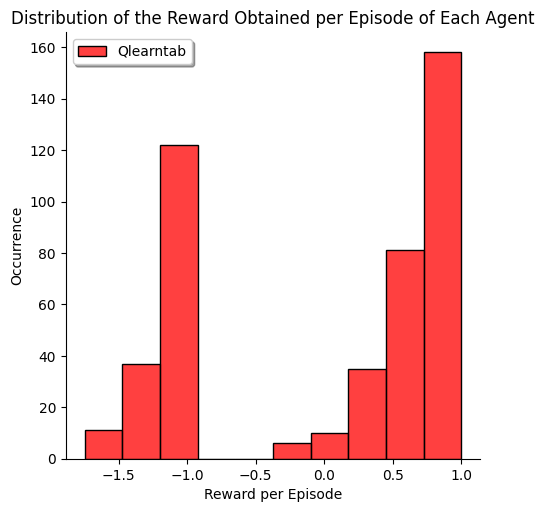 Distribution of the Reward Obtained per Episode of Each Agent
Qlearntab
160
140
120
100
80
60
40
20
0
Occurrence
−1.5 −1.0 −0.5 0.0 0.5 1.0
Reward per Episode